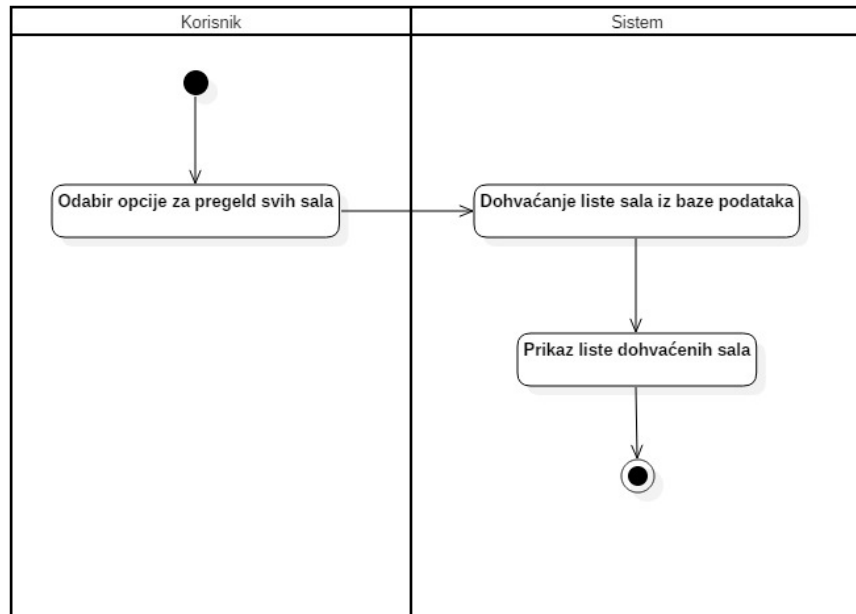 Korisnik
Sistem
Odabir opcije za pregeld svih sala
Dohvaćanje liste sala iz baze podataka
Prikaz liste dohvaćenih sala